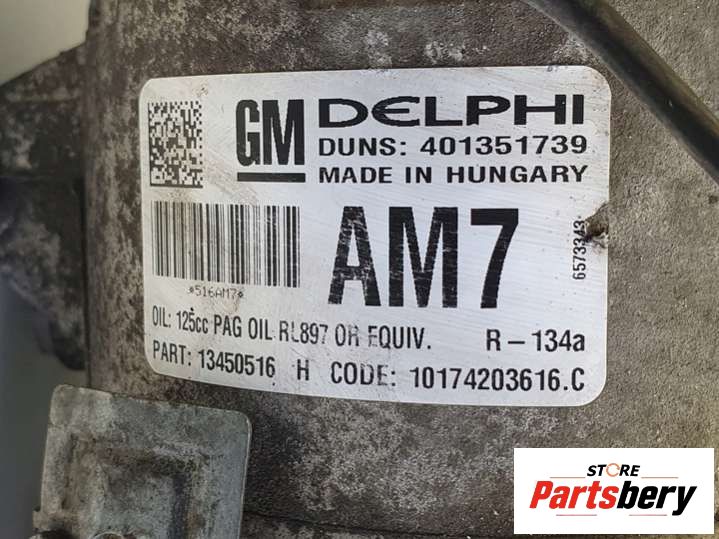 GM DELPHI
DUNS: 401351739
MADE IN HUNGARY
AM7
*516AM7*
6573343
OIL: 125cc PAG OIL RL897 OR EQUIV. R-134a
PART: 13450516 H CODE: 10174203616.C
STORE
Partsbery